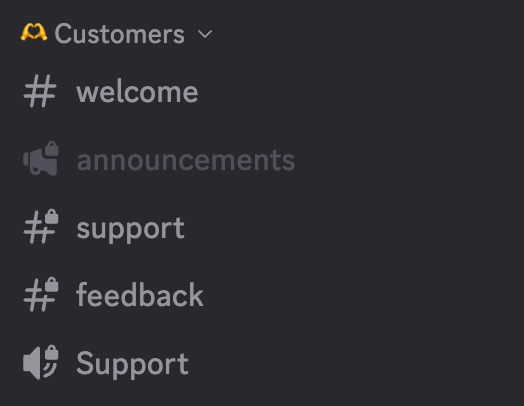 🫶 Customers
welcome
announcements
support
feedback
Support